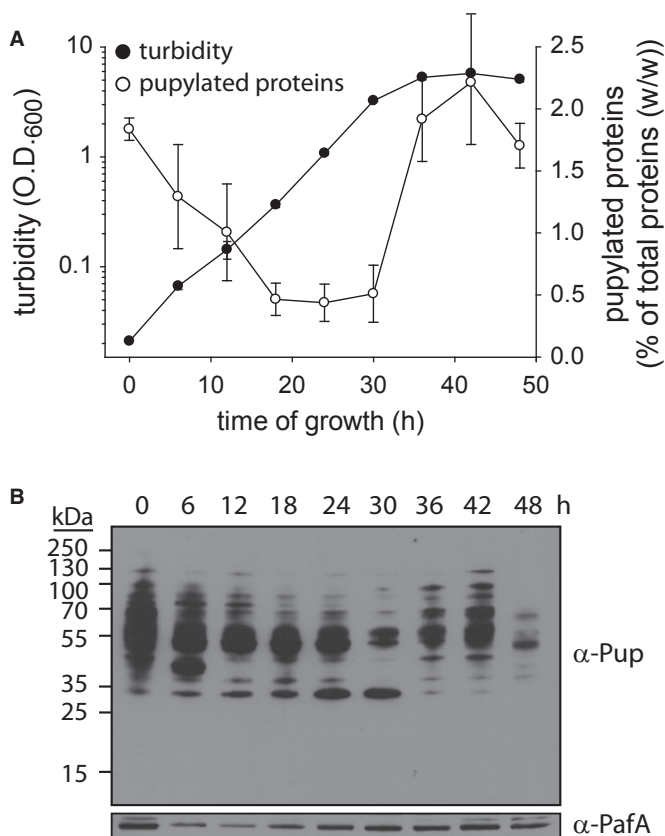 A
turbidity
pupylated proteins
turbidity (O.D.600)
10
1
0.1
2.5
2.0
1.5
1.0
0.5
0.0
pupylated proteins
(% of total proteins (w/w))
0 10 20 30 40 50
time of growth (h)
B
kDa 0 6 12 18 24 30 36 42 48 h
250
130
100
70
55
35
25
15
α-Pup
α-PafA